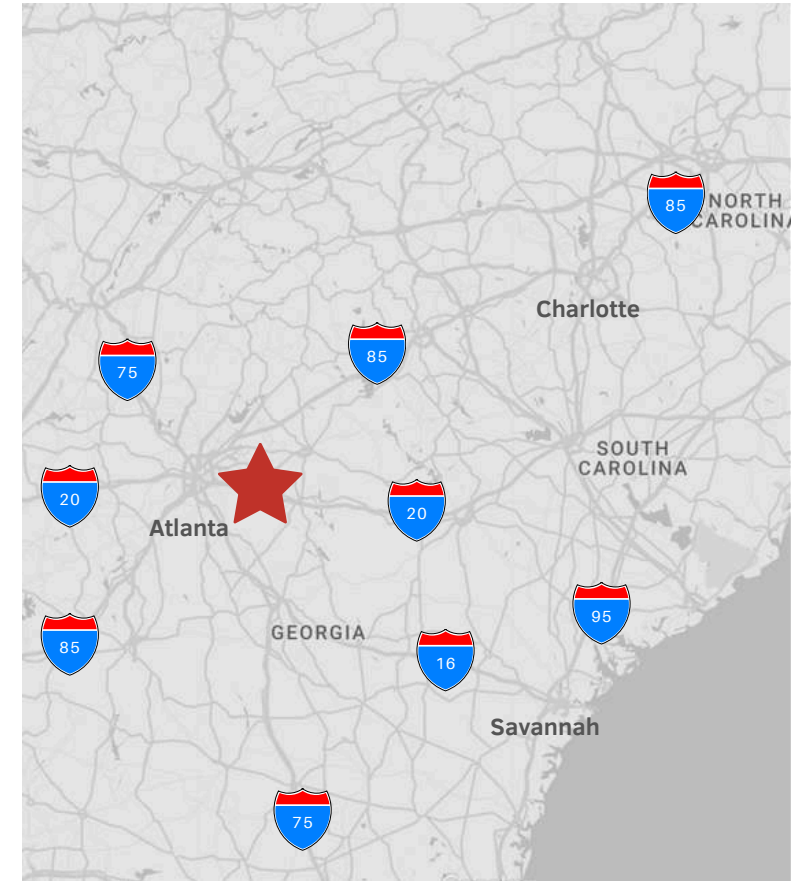 85
NORTH
CAROLINA
Charlotte
85
75
SOUTH
CAROLINA
20
20
Atlanta
95
GEORGIA
85
16
Savannah
75